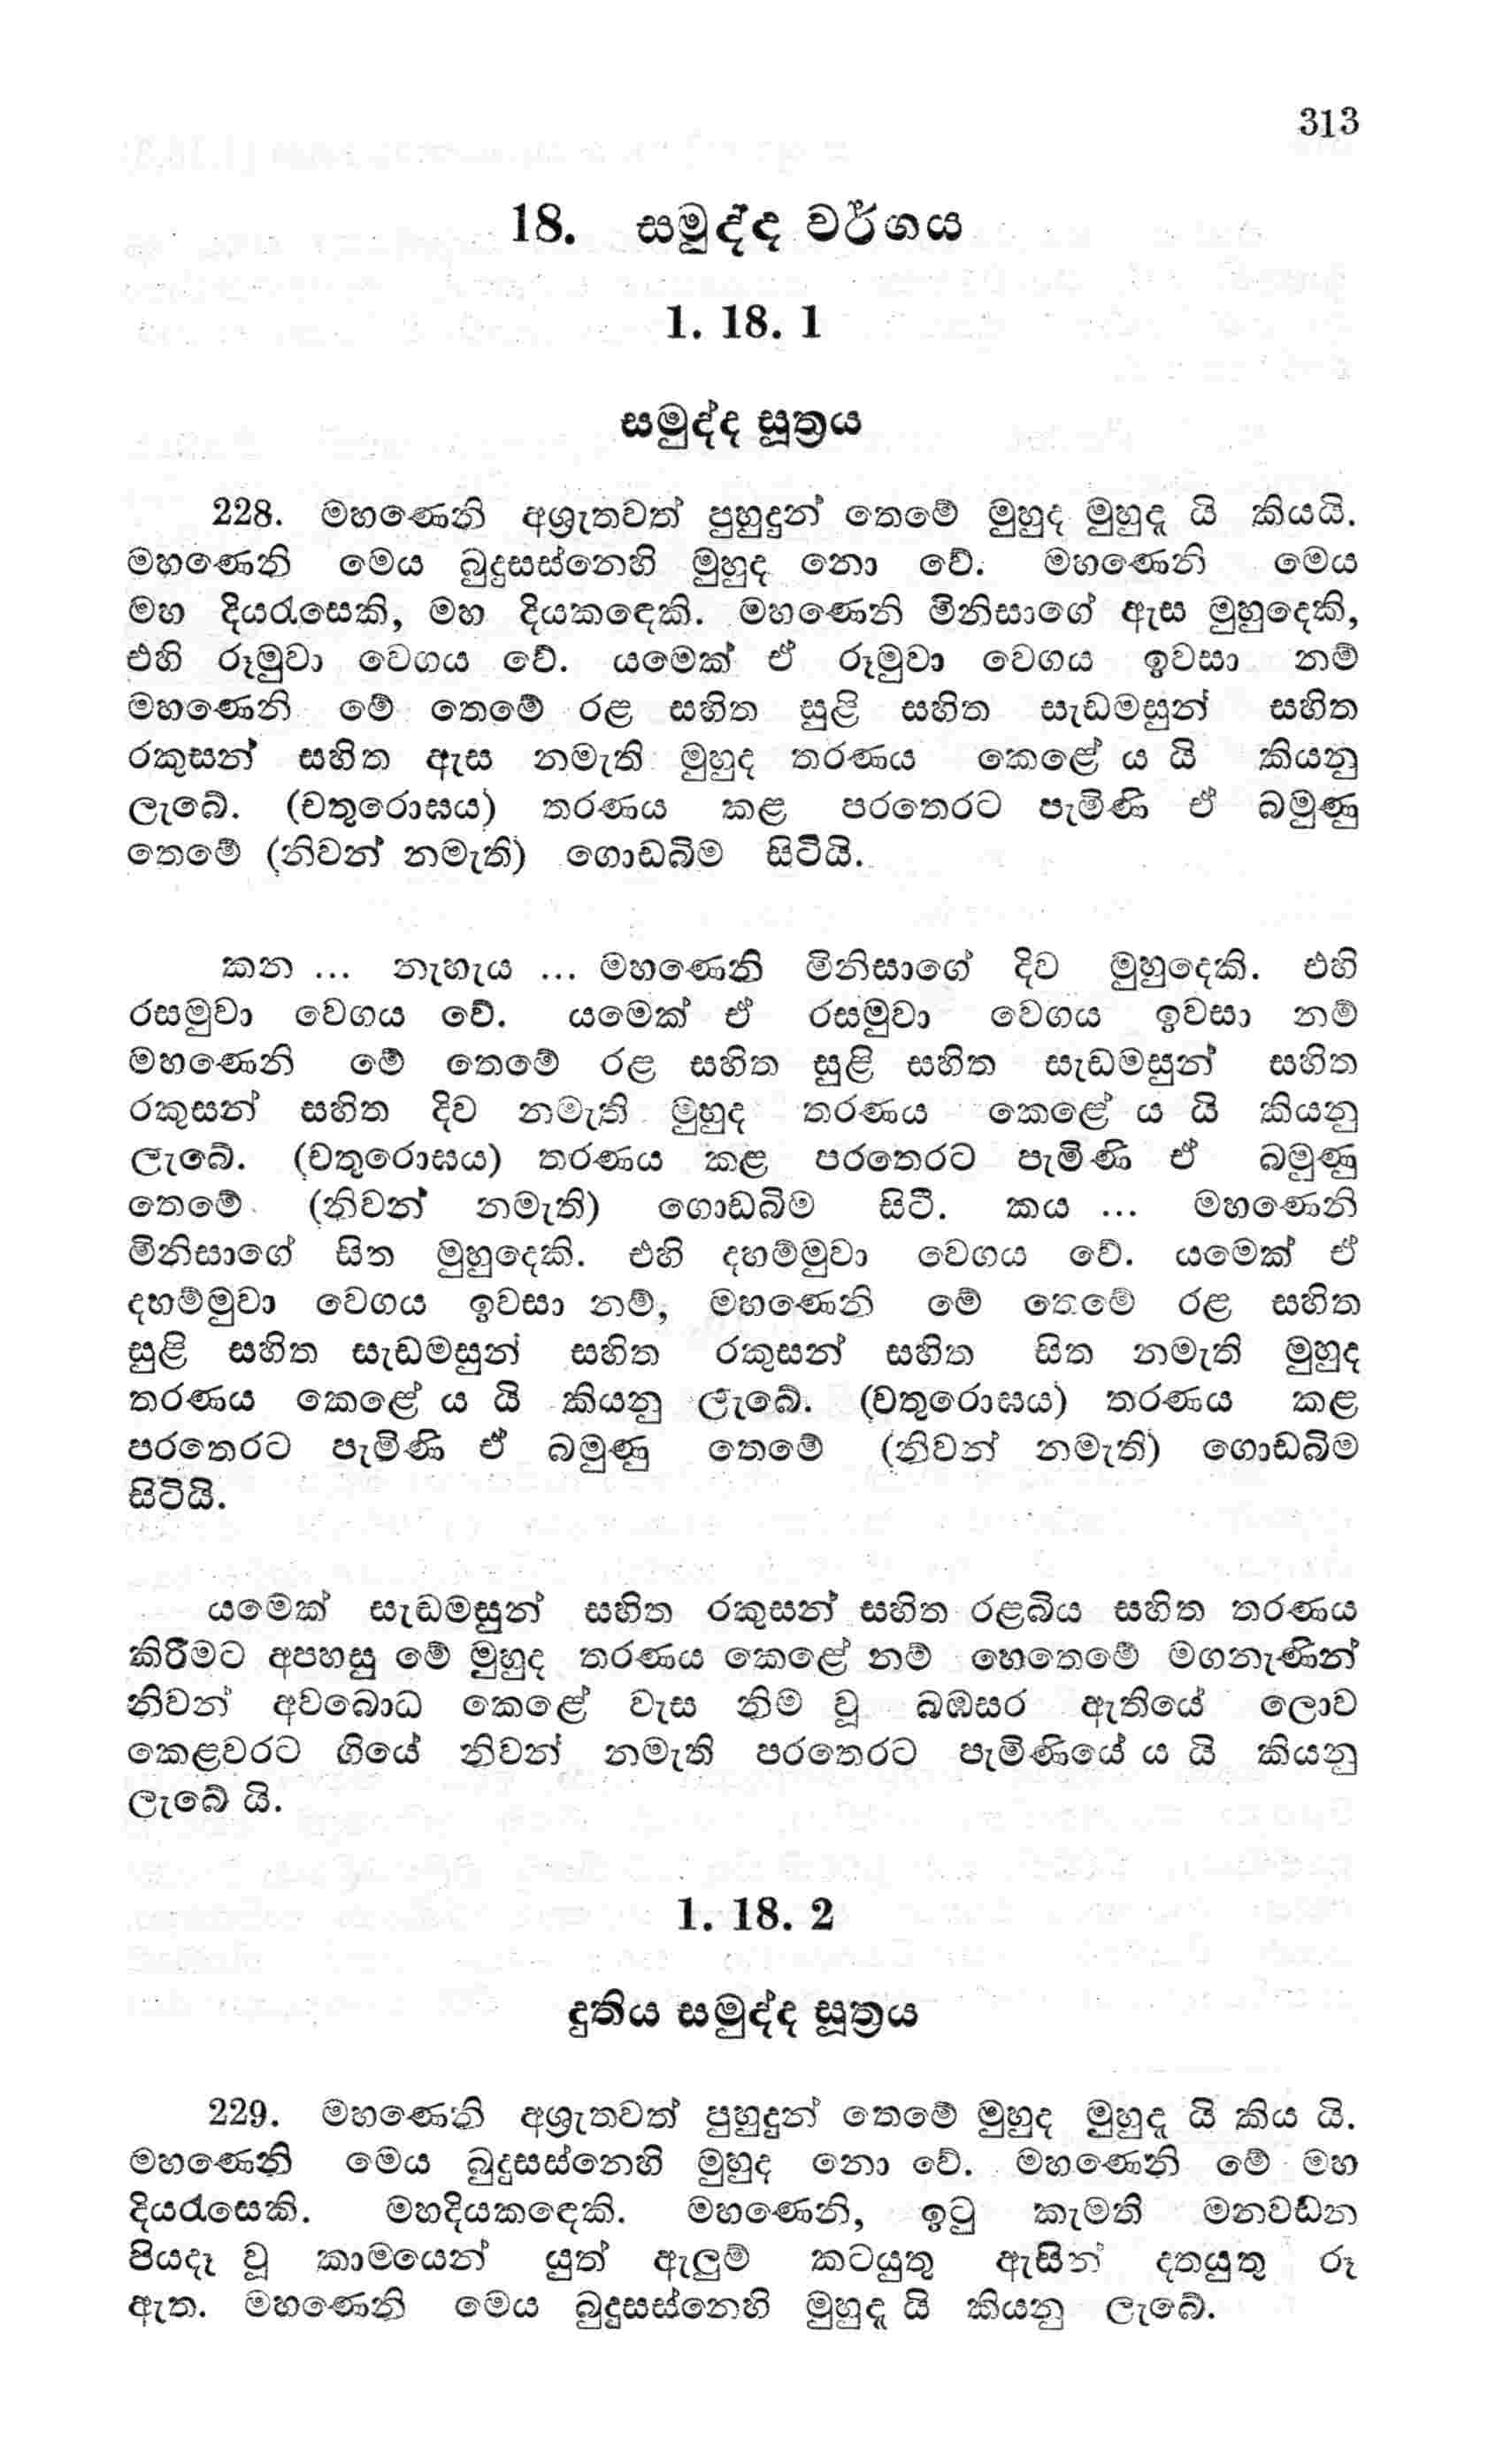 313
18. සමුද්ද වර්ගය
1. 18. 1
සමුද්ද සූත්‍රය
228. මහණෙනි අශ්‍රැතවත් පුහුදුන් තෙමේ මුහුද මුහුදැ යි කියයි.
මහණෙනි මෙය බුදුසස්නෙහි මුහුද නො වේ. මහණෙනි මෙය
මහ දියරැසෙකි, මහ දියකඳෙකි. මහණෙනි මිනිසාගේ ඇස මුහුදෙකි,
එහි රූමුවා වෙගය වේ. යමෙක් ඒ රූමුවා වෙගය ඉවසා නම්
මහණෙනි මේ තෙමේ රළ සහිත සුළි සහිත සැඩමසුන් සහිත
රකුසන් සහිත ඇස නමැති මුහුද තරණය කෙළේ ය යි කියනු
ලැබේ. (චතුරොඝය) තරණය කළ පරතෙරට පැමිණි ඒ බමුණු
තෙමේ (නිවන් නමැති) ගොඩබිම සිටියි.
කන ... නැහැය ... මහණෙනි මිනිසාගේ දිව මුහුදෙකි. එහි
රසමුවා වෙගය වේ. යමෙක් ඒ රසමුවා වෙගය ඉවසා නම්
මහණෙනි මේ තෙමේ රළ සහිත සුළි සහිත සැඩමසුන් සහිත
රකුසන් සහිත දිව නමැති මුහුද තරණය කෙළේ ය යි කියනු
ලැබේ. (චතුරොඝය) තරණය කළ පරතෙරට පැමිණි ඒ බමුණු
තෙමේ (නිවන් නමැති) ගොඩබිම සිටී. කය ... මහණෙනි
මිනිසාගේ සිත මුහුදෙකි. එහි දහම්මුවා වෙගය වේ. යමෙක් ඒ
දහම්මුවා වෙගය ඉවසා නම්, මහණෙනි මේ තෙමේ රළ සහිත
සුළි සහිත සැඩමසුන් සහිත රකුසන් සහිත සිත නමැති මුහුද
තරණය කෙළේ ය යි කියනු ලැබේ. (චතුරොඝය) තරණය කළ
පරතෙරට පැමිණි ඒ බමුණු තෙමේ (නිවන් නමැති) ගොඩබිම
සිටියි.
යමෙක් සැඩමසුන් සහිත රකුසන් සහිත රළබිය සහිත තරණය
කිරීමට අපහසු මේ මුහුද තරණය කෙළේ නම් හෙතෙමේ මගනැණින්
නිවන් අවබොධ කෙළේ වැස නිම වූ බඹසර ඇතියේ ලොව
කෙළවරට ගියේ නිවන් නමැති පරතෙරට පැමිණියේ ය යි කියනු
ලැබේ යි.
1. 18. 2
දුතිය සමුද්ද සූත්‍රය
229. මහණෙනි අශ්‍රැතවත් පුහුදුන් තෙමේ මුහුද මුහුදැ යි කිය යි.
මහණෙනි මෙය බුදුසස්නෙහි මුහුද නො වේ. මහණෙනි මේ මහ
දියරැසෙකි. මහදියකඳෙකි. මහණෙනි, ඉටු කැමති මනවඩන
පියදෑ වූ කාමයෙන් යුත් ඇලුම් කටයුතු ඇසින් දතයුතු රූ
ඇත. මහණෙනි මෙය බුදුසස්නෙහි මුහුදැ යි කියනු ලැබේ.